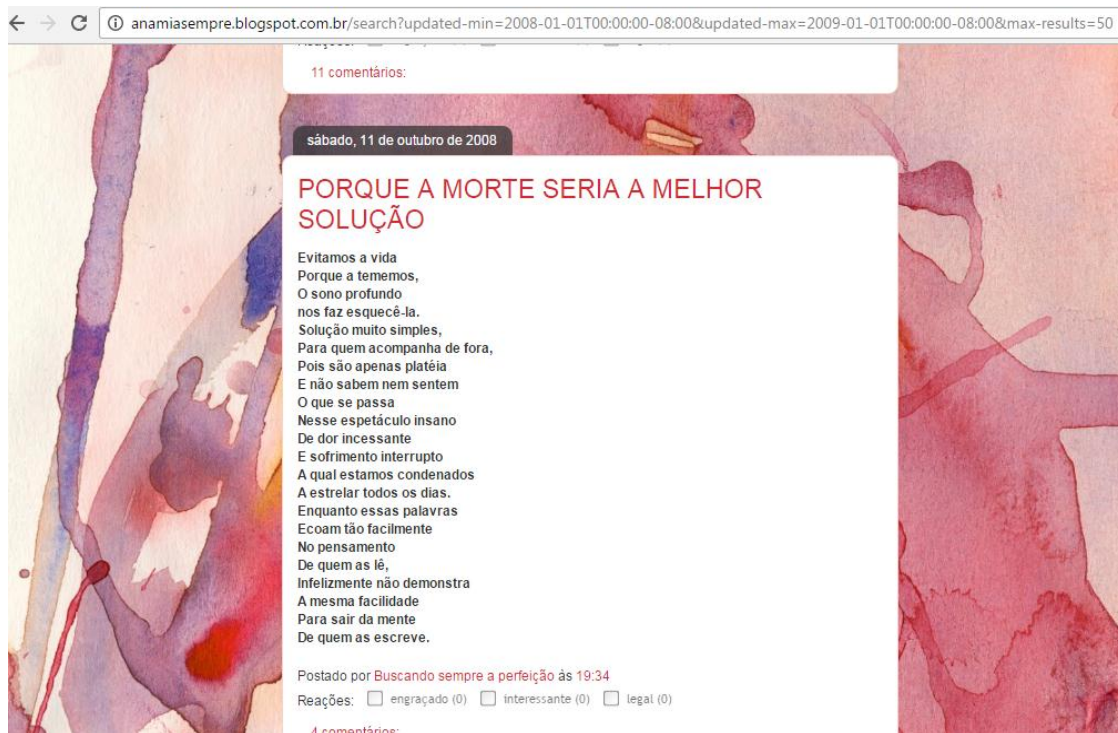 anamiasempre.blogspot.com.br/search?updated-min=2008-01-01T00:00:00-08:00&updated-max=2009-01-01T00:00:00-08:00&max-results=50
11 comentários:
sábado, 11 de outubro de 2008
PORQUE A MORTE SERIA A MELHOR
SOLUÇÃO
Evitamos a vida
Porque a tememos,
O sono profundo
nos faz esquecê-la.
Solução muito simples,
Para quem acompanha de fora,
Pois são apenas platéia
E não sabem nem sentem
O que se passa
Nesse espetáculo insano
De dor incessante
E sofrimento interrupto
A qual estamos condenados
A estrelar todos os dias.
Enquanto essas palavras
Ecoam tão facilmente
No pensamento
De quem as lê,
Infelizmente não demonstra
A mesma facilidade
Para sair da mente
De quem as escreve.
Postado por Buscando sempre a perfeição às 19:34
Reações: engraçado (0) interessante (0) legal (0)
4 comentários: